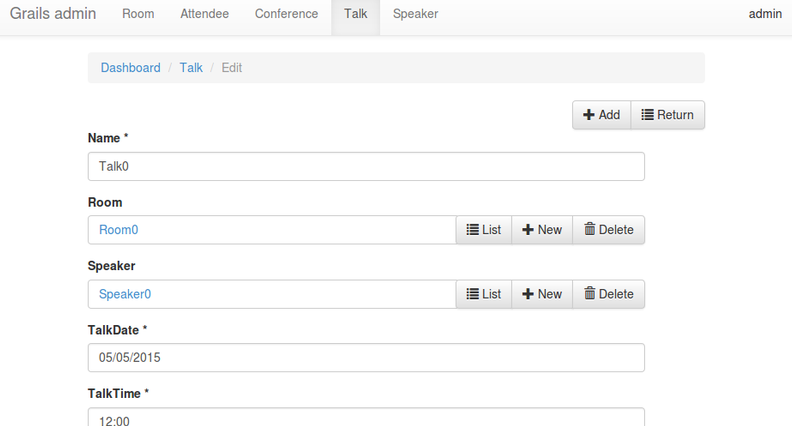 Grails admin Room Attendee Conference Talk Speaker admin
Dashboard / Talk / Edit
Add Return
Name *
Talk0
Room
Room0 List New Delete
Speaker
Speaker0 List New Delete
TalkDate *
05/05/2015
TalkTime *
12:00